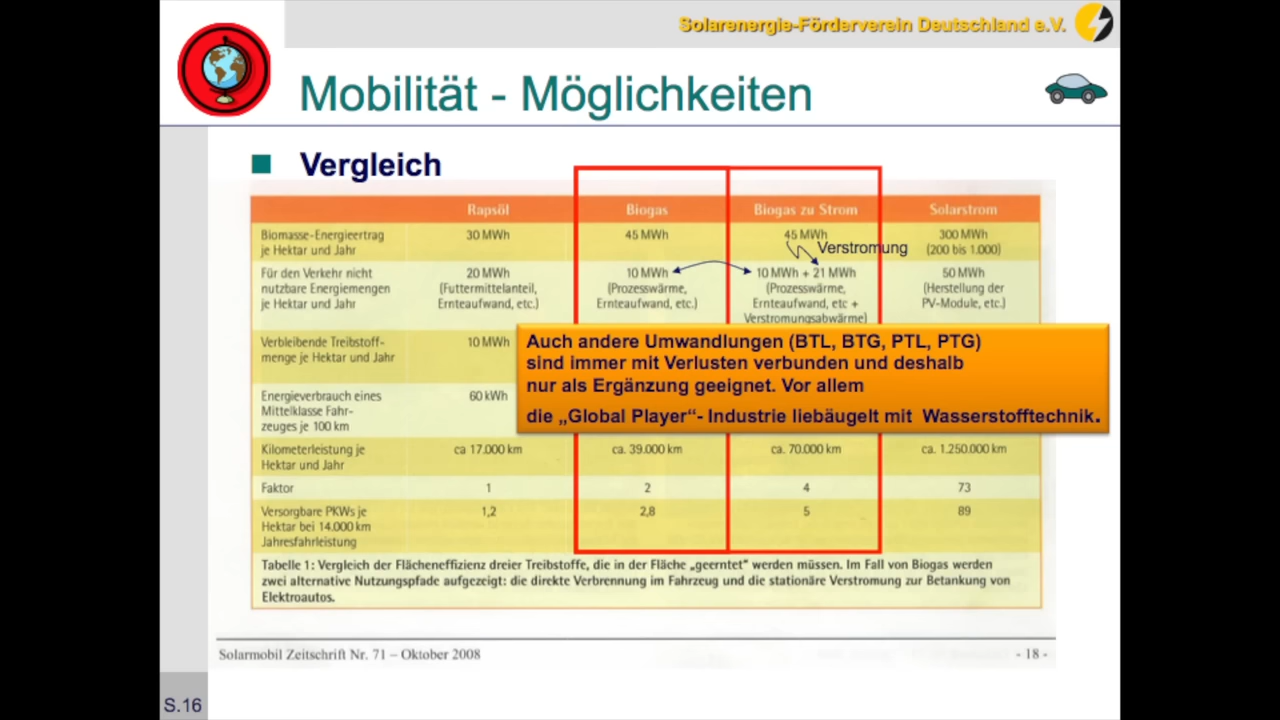 Solarenergie-Förderverein Deutschland e.V.
Mobilität - Möglichkeiten
Vergleich
Rapsöl Biogas Biogas zu Strom Solarstrom
Biomasse-Energieertrag 30 MWh 45 MWh 45 MWh 300 MWh
je Hektar und Jahr (200 bis 1.000)
Verstromung
Für den Verkehr nicht 20 MWh 10 MWh 10 MWh + 21 MWh 50 MWh
nutzbare Energiemengen (Futtermittelanteil, (Prozesswärme, (Prozesswärme, (Herstellung der
je Hektar und Jahr Ernteaufwand, etc.) Ernteaufwand, etc.) Ernteaufwand, etc + PV-Module, etc.)
Verstromungsabwärme)
Verbleibende Treibstoff- 10 MWh
menge je Hektar und Jahr
Auch andere Umwandlungen (BTL, BTG, PTL, PTG)
sind immer mit Verlusten verbunden und deshalb
nur als Ergänzung geeignet. Vor allem
die „Global Player“- Industrie liebäugelt mit Wasserstofftechnik.
Energieverbrauch eines 60 kWh
Mittelklasse Fahr-
zeuges je 100 km
Kilometerleistung je ca 17.000 km ca. 39.000 km ca. 70.000 km ca. 1.250.000 km
Hektar und Jahr
Faktor 1 2 4 73
Versorgbare PKWs je 1,2 2,8 5 89
Hektar bei 14.000 km
Jahresfahrleistung
Tabelle 1: Vergleich der Flächeneffizienz dreier Treibstoffe, die in der Fläche „geerntet“ werden müssen. Im Fall von Biogas werden
zwei alternative Nutzungspfade aufgezeigt: die direkte Verbrennung im Fahrzeug und die stationäre Verstromung zur Betankung von
Elektroautos.
Solarmobil Zeitschrift Nr. 71 – Oktober 2008 - 18 -
S.16